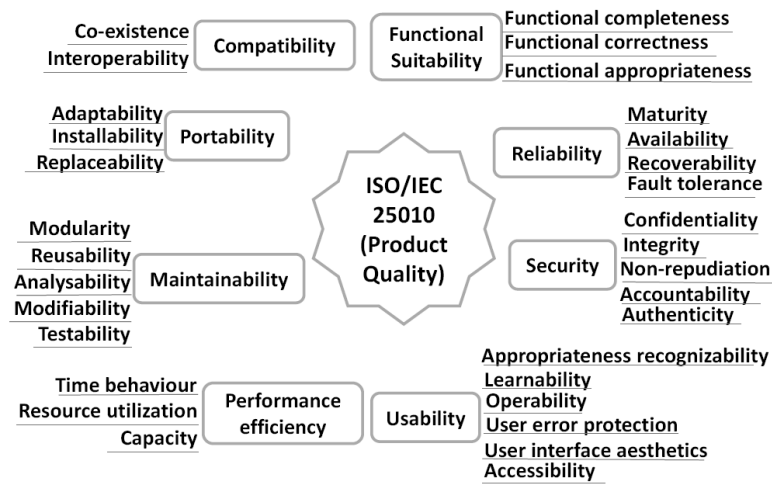 Co-existence
Interoperability
Compatibility
Functional
Suitability
Functional completeness
Functional correctness
Functional appropriateness
Adaptability
Installability
Replaceability
Portability
ISO/IEC
25010
(Product
Quality)
Reliability
Maturity
Availability
Recoverability
Fault tolerance
Modularity
Reusability
Analysability
Modifiability
Testability
Maintainability
Security
Confidentiality
Integrity
Non-repudiation
Accountability
Authenticity
Time behaviour
Resource utilization
Capacity
Performance
efficiency
Usability
Appropriateness recognizability
Learnability
Operability
User error protection
User interface aesthetics
Accessibility